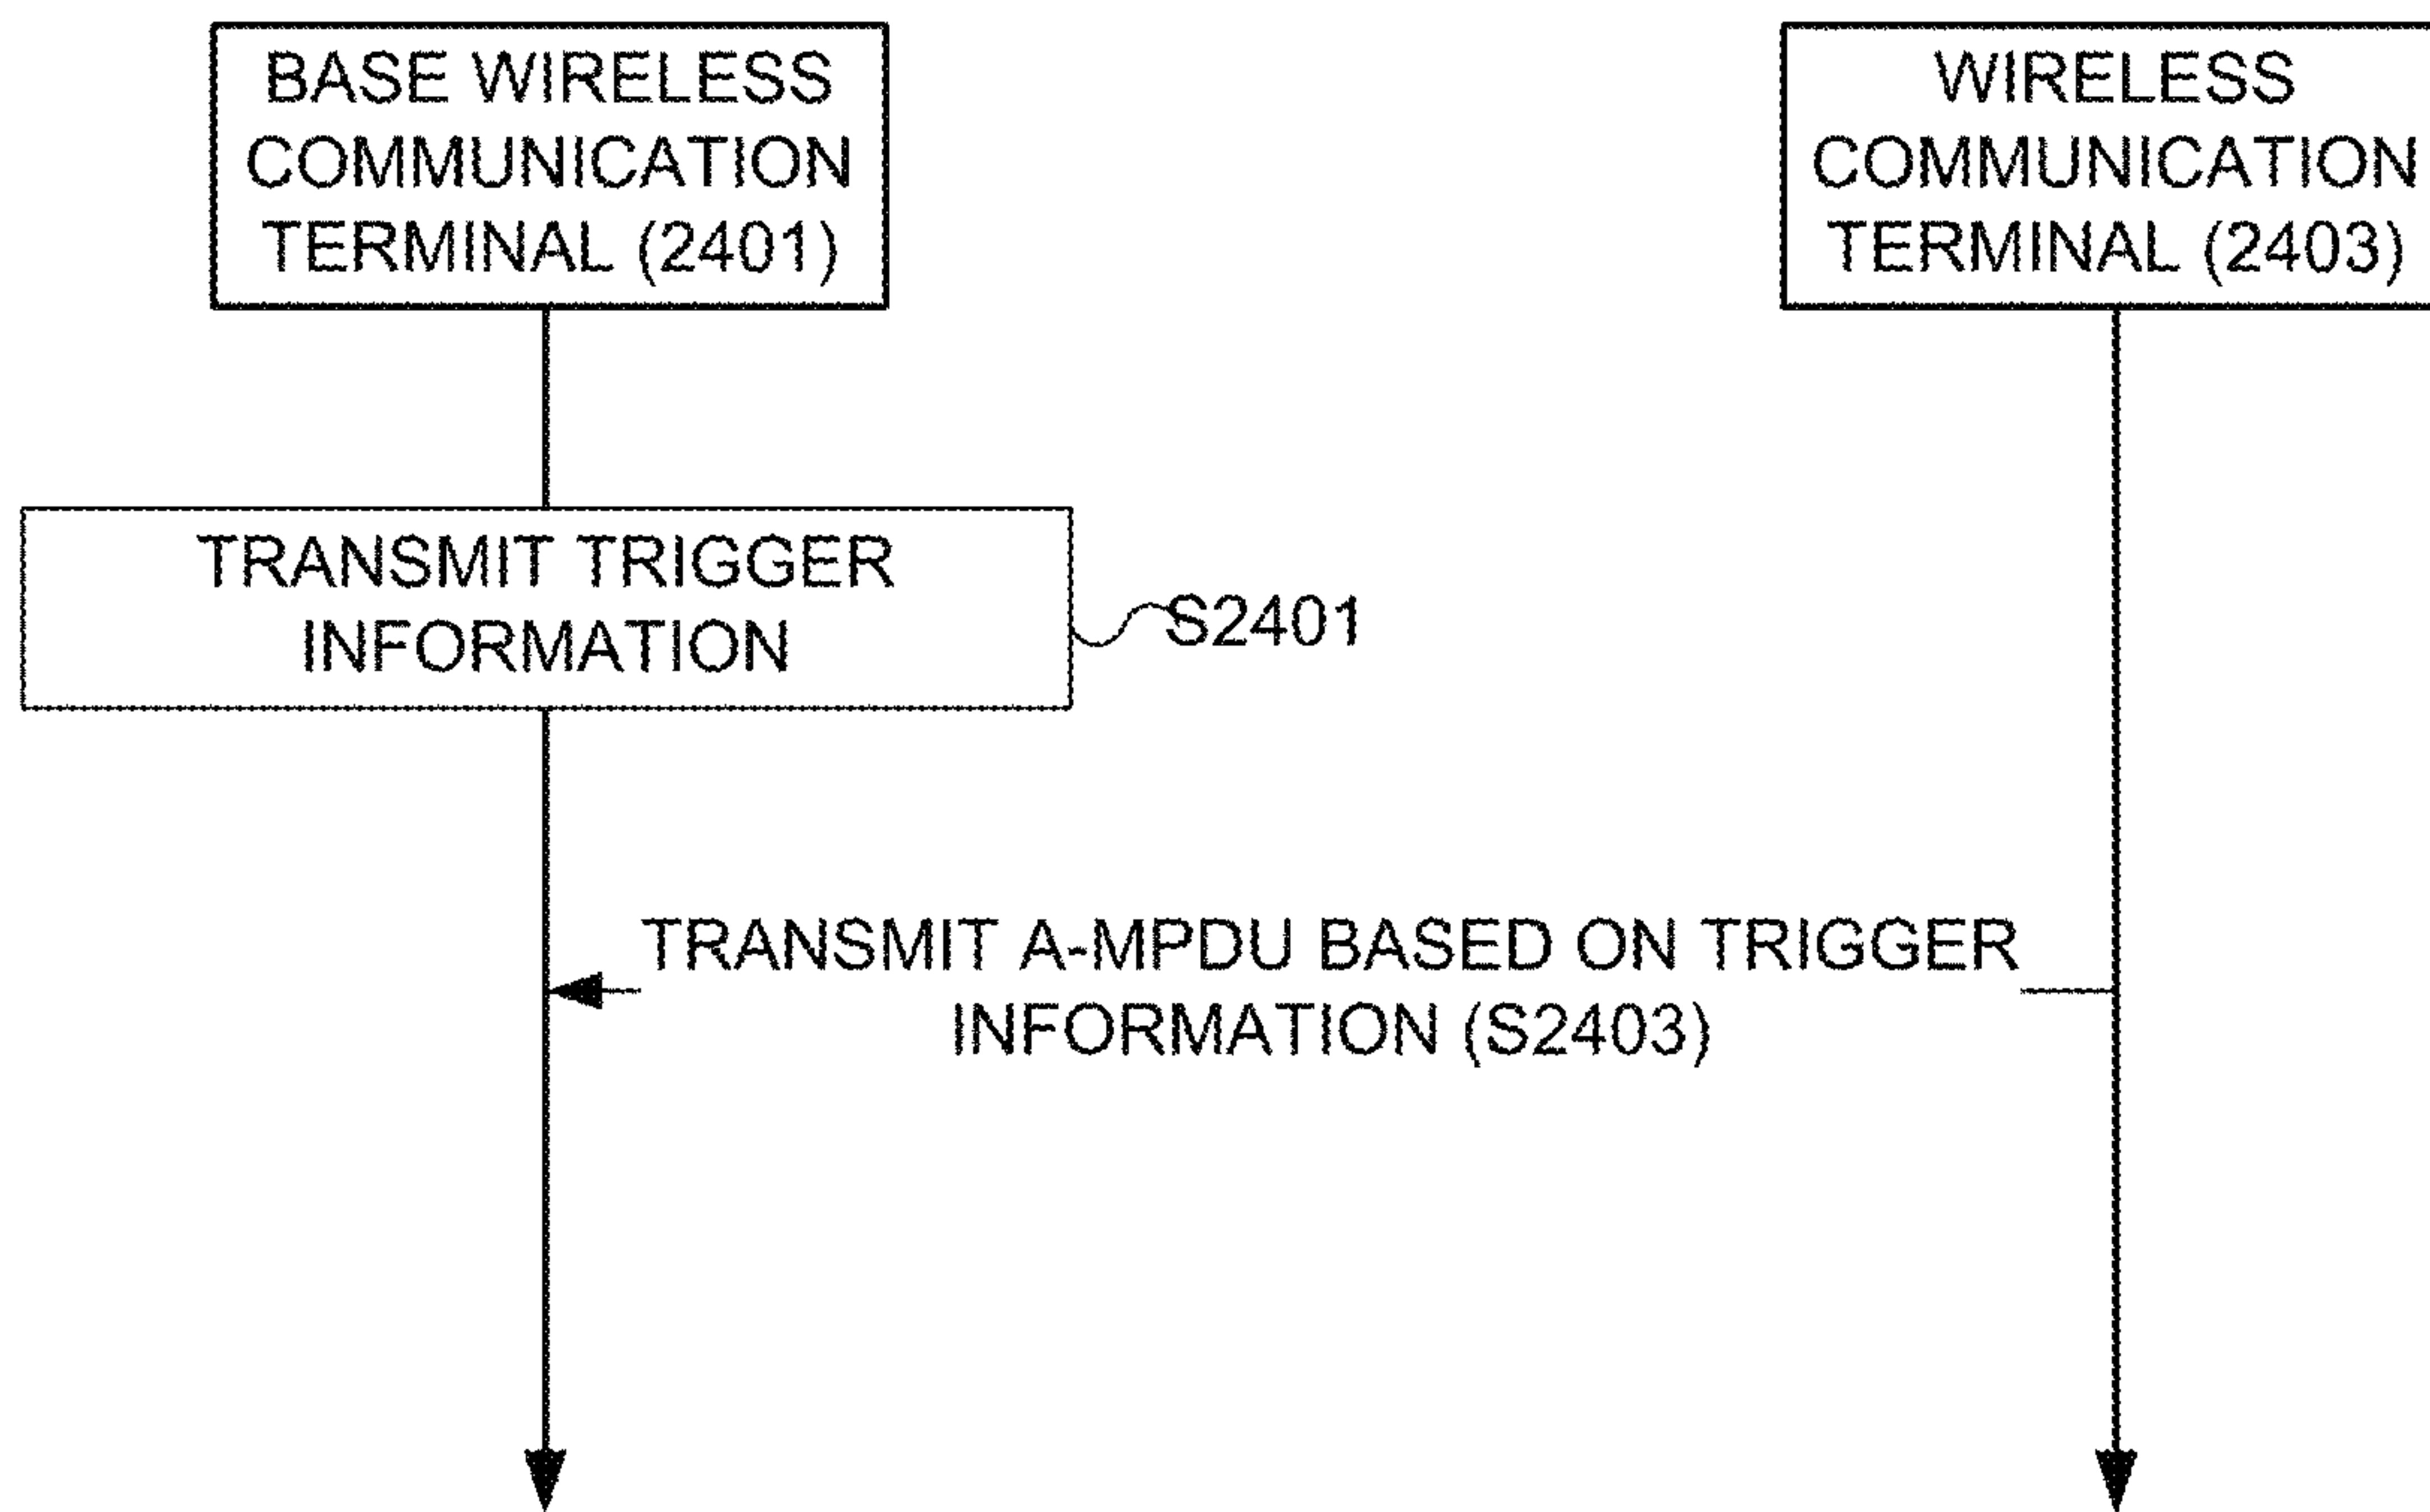 BASE WIRELESS
COMMUNICATION
TERMINAL (2401)
WIRELESS
COMMUNICATION
TERMINAL (2403)
TRANSMIT TRIGGER
INFORMATION
S2401
TRANSMIT A-MPDU BASED ON TRIGGER
INFORMATION (S2403)